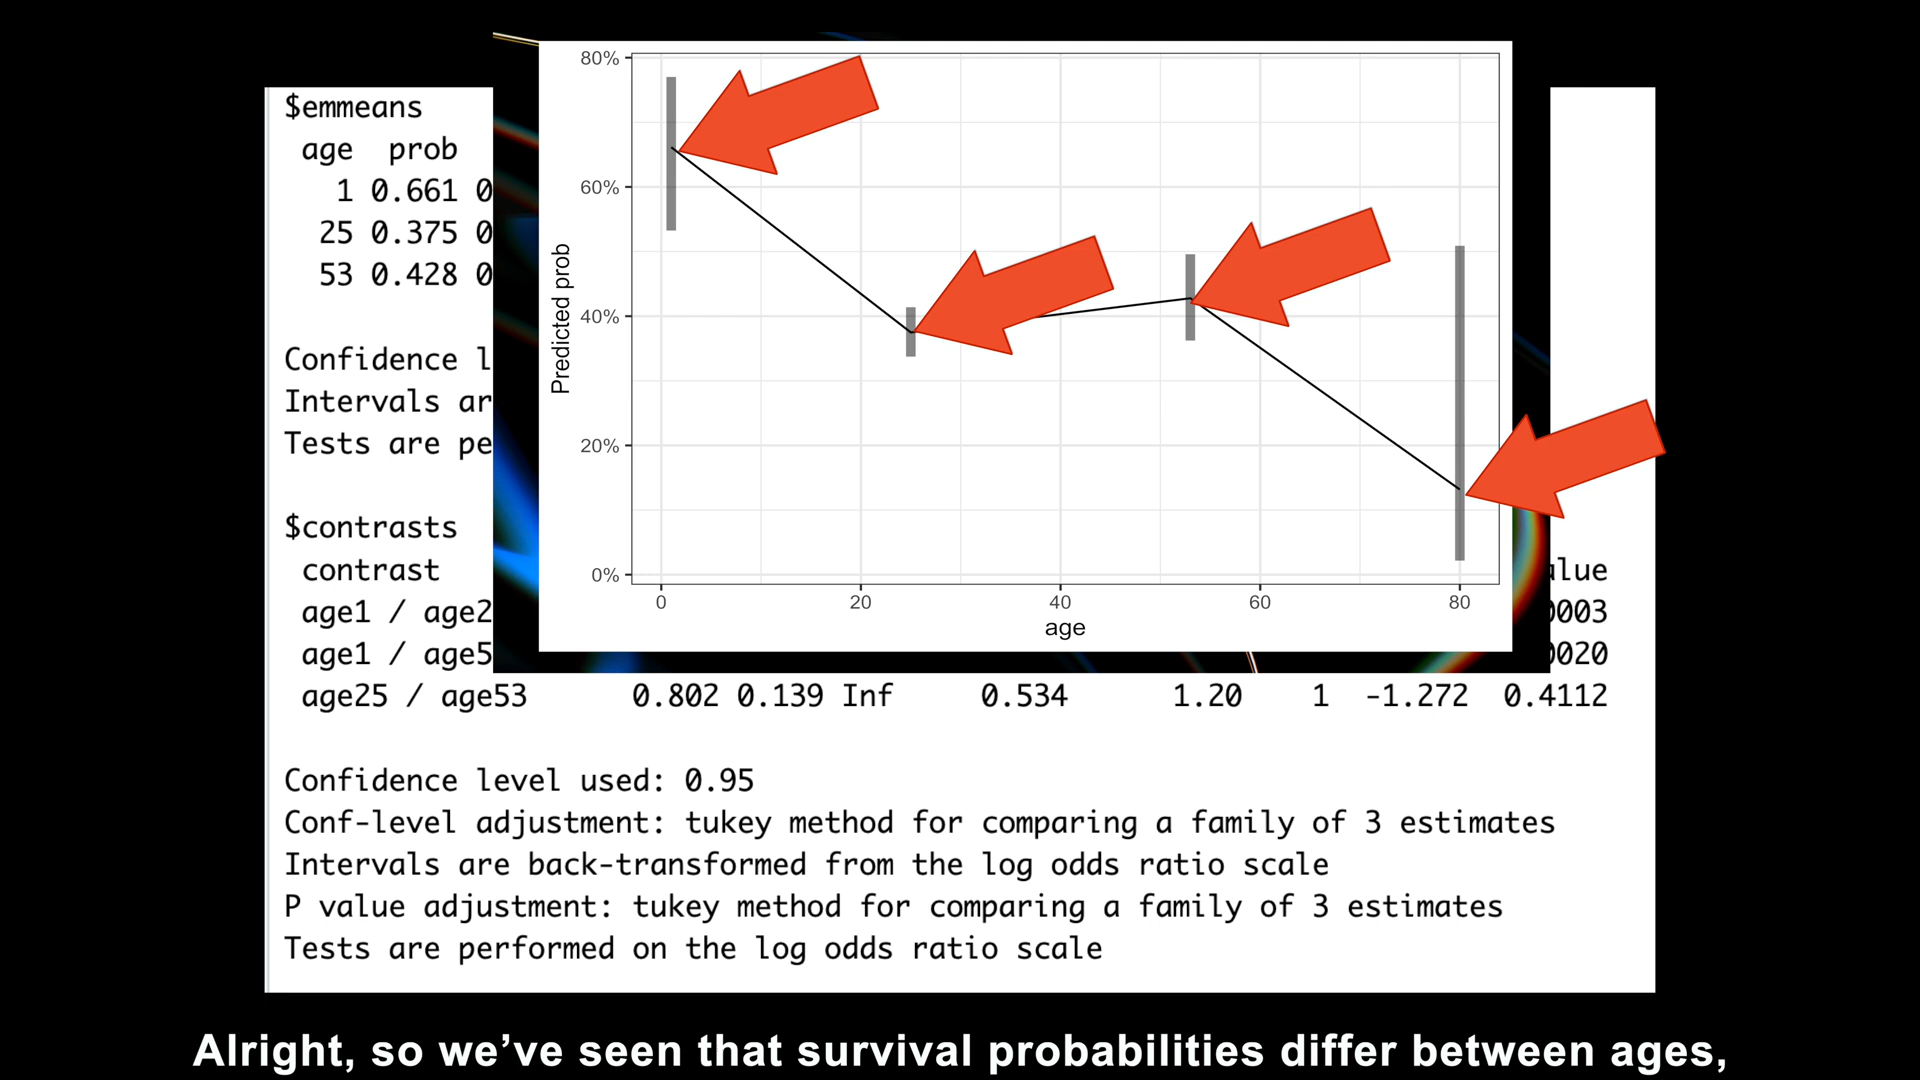 $emmeans
age prob
1 0.661 0
25 0.375 0
53 0.428 0
Confidence l
Intervals ar
Tests are pe
$contrasts
contrast alue
age1 / age2 0003
age1 / age5 0020
age25 / age53 0.802 0.139 Inf 0.534 1.20 1 -1.272 0.4112
Confidence level used: 0.95
Conf-level adjustment: tukey method for comparing a family of 3 estimates
Intervals are back-transformed from the log odds ratio scale
P value adjustment: tukey method for comparing a family of 3 estimates
Tests are performed on the log odds ratio scale
80%
60%
40%
20%
0%
Predicted prob
0 20 40 60 80
age
Alright, so we’ve seen that survival probabilities differ between ages,